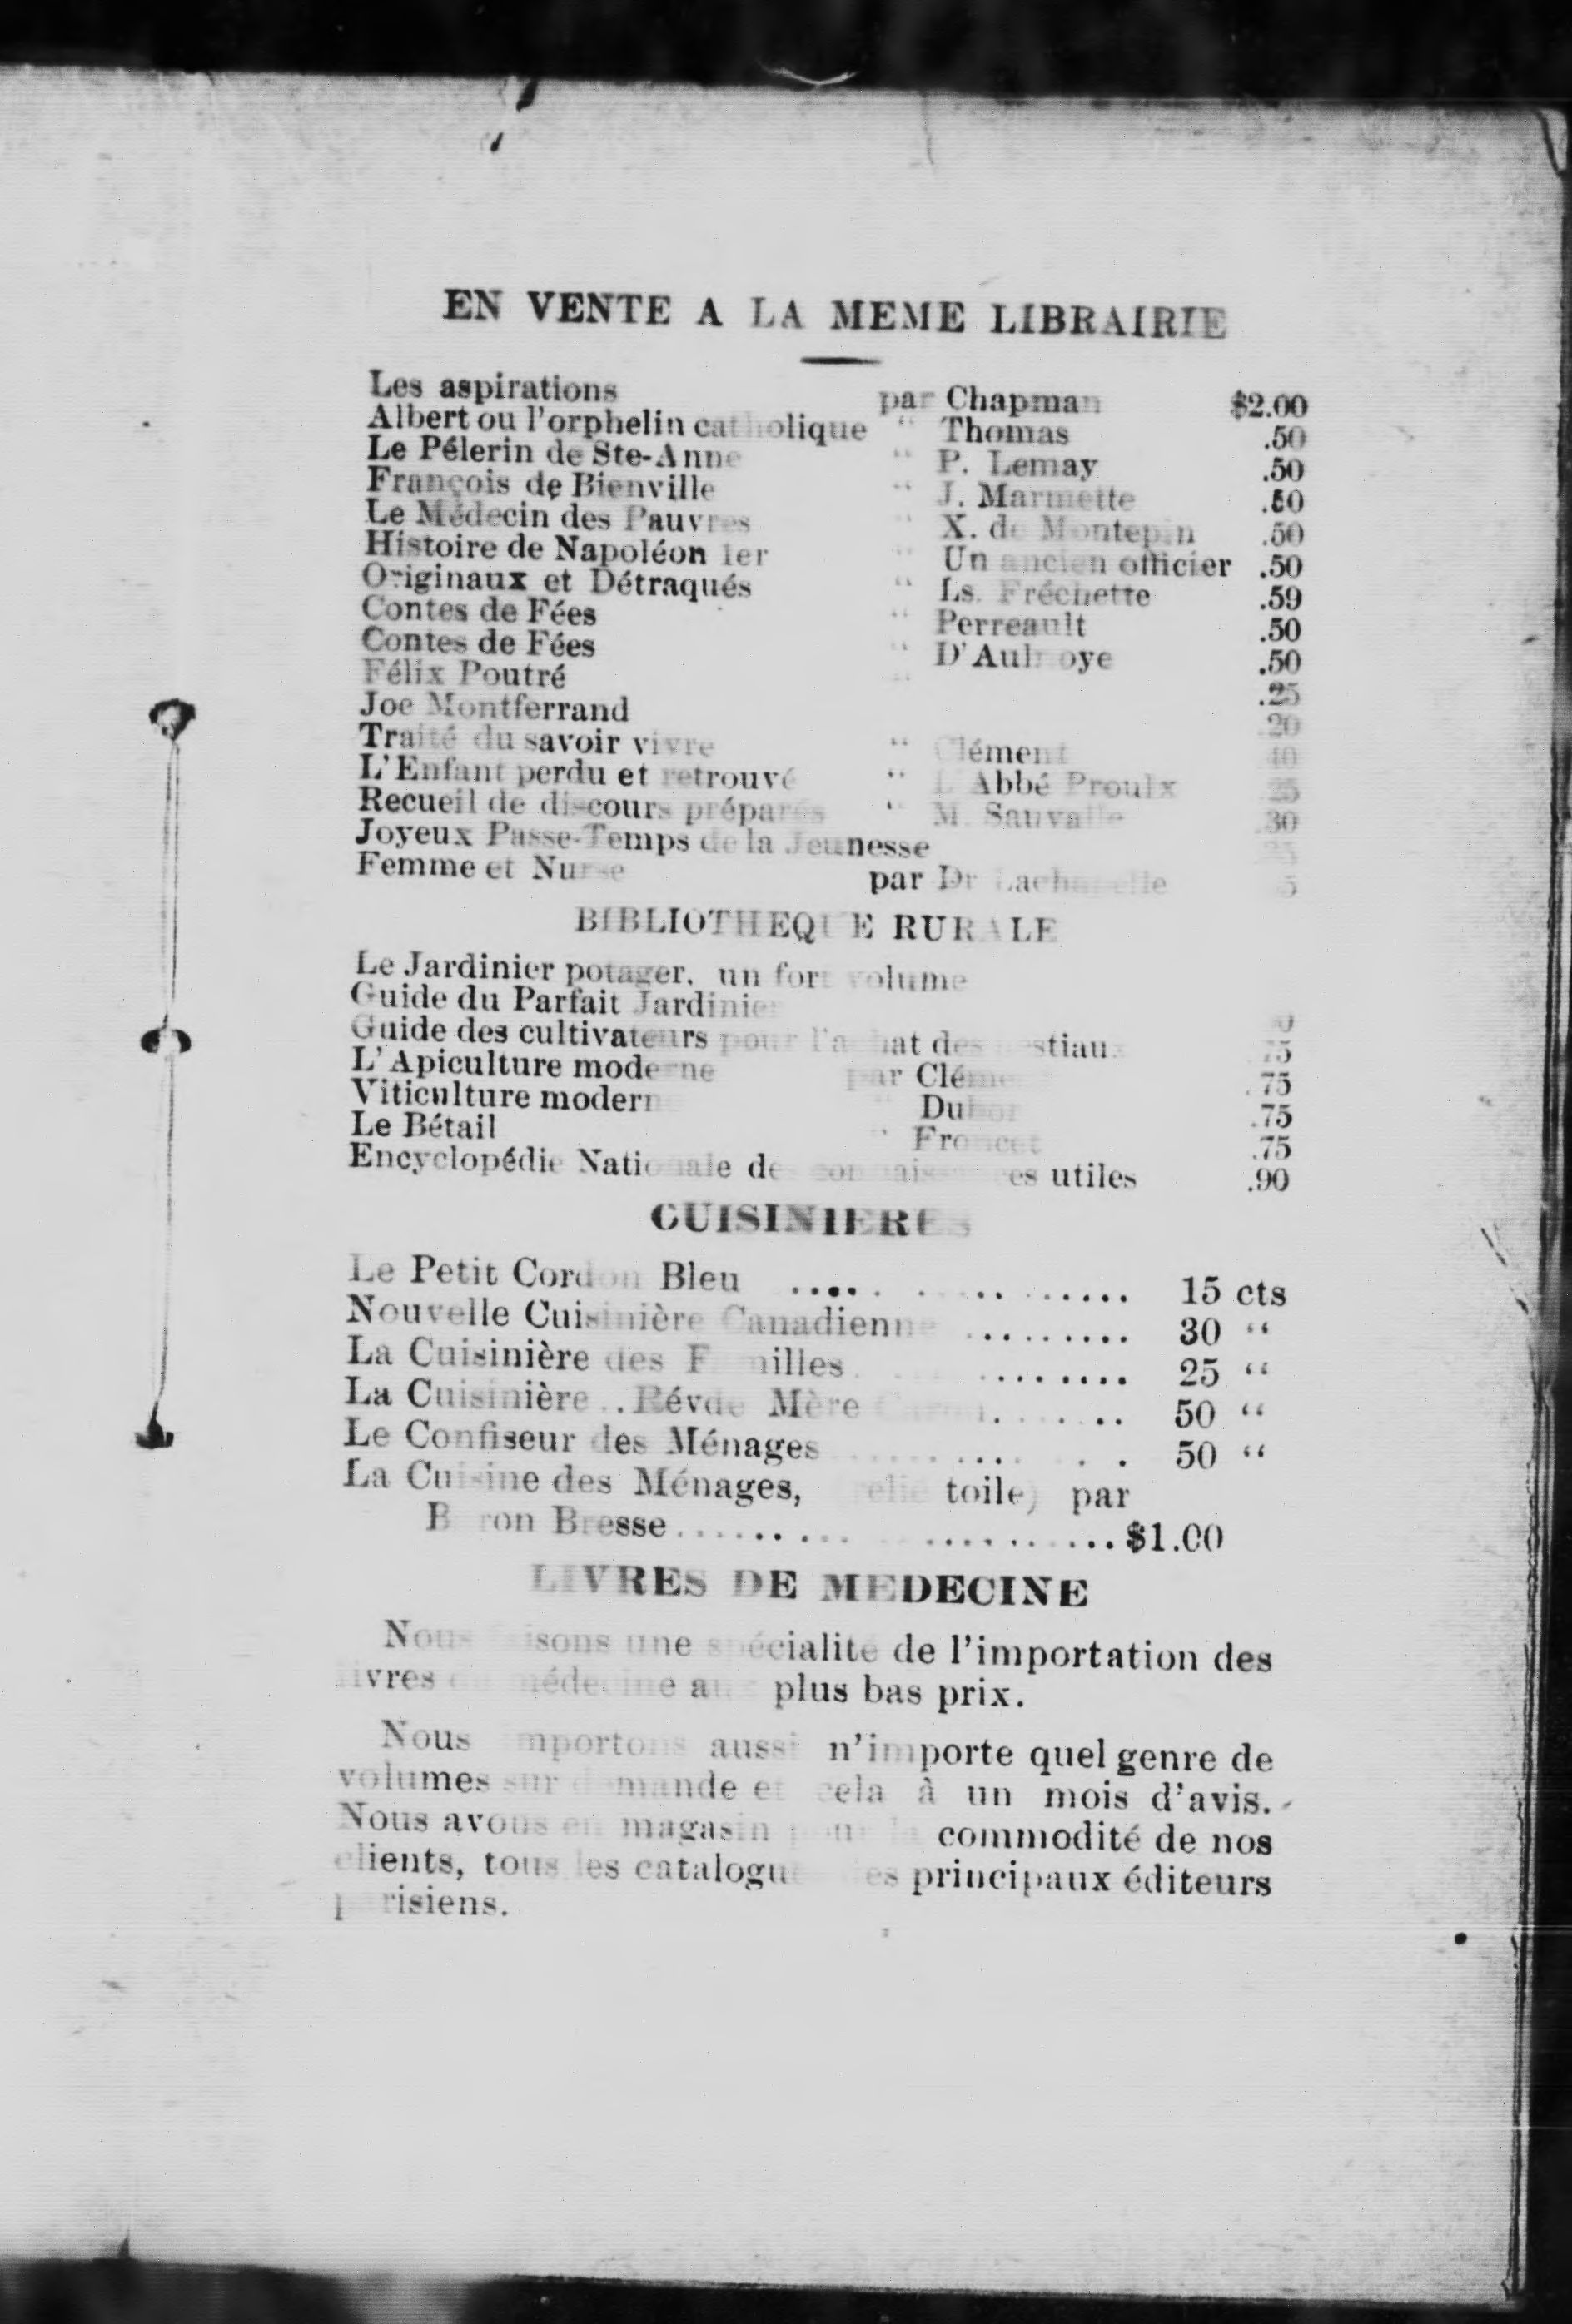 EN VENTE A LA MEME LIBRAIRIE
Les aspirations par Chapman $2.00
Albert ou l'orphelin catholique " Thomas .50
Le Pélerin de Ste-Anne " P. Lemay .50
François de Bienville " J. Marmette .50
Le Médecin des Pauvres " X. de Montepin .50
Histoire de Napoléon 1er " Un ancien officier .50
Originaux et Détraqués " Ls. Fréchette .59
Contes de Fées " Perreault .50
Contes de Fées " D'Aulnoye .50
Félix Poutré " .25
Joe Montferrand 20
Traité du savoir vivre " Clément 40
L'Enfant perdu et retrouvé " L'Abbé Proulx 25
Recueil de discours préparés " M. Sauvalle .30
Joyeux Passe-Temps de la Jeunesse
Femme et Nurse par Dr
BIBLIOTHEQUE RURALE
Le Jardinier potager, un fort volume
Guide du Parfait Jardinier
Guide des cultivateurs pour l'achat des bestiaux 75
L'Apiculture moderne par .75
Viticulture moderne " .75
Le Bétail " .75
Encyclopédie Nationale des connaissances utiles .90
CUISINIERES
Le Petit Cordon Bleu .... ........... 15 cts
Nouvelle Cuisinière Canadienne ......... 30 "
La Cuisinière des Familles. ........ 25 "
La Cuisinière..Révde Mère Caron....... 50 "
Le Confiseur des Ménages .......... . . 50 "
La Cuisine des Ménages, (relié toile) par
Baron Bresse......... ..........$1.00
LIVRES DE MEDECINE
Nous faisons une spécialité de l'importation des
livres de médecine aux plus bas prix.
Nous importons aussi n'importe quel genre de
volumes sur demande et cela à un mois d'avis.
Nous avons en magasin pour la commodité de nos
clients, tous les catalogues des principaux éditeurs
parisiens.